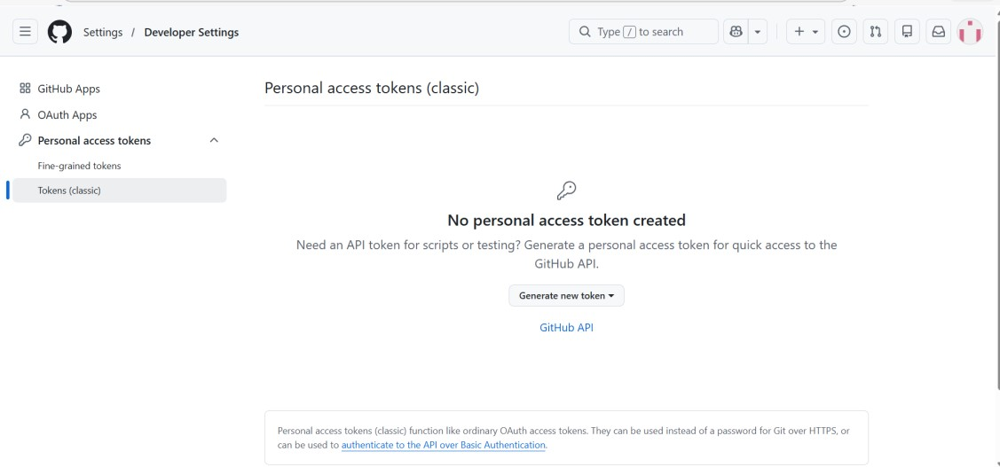 Settings / Developer Settings
Type / to search
GitHub Apps
OAuth Apps
Personal access tokens
Fine-grained tokens
Tokens (classic)
Personal access tokens (classic)
No personal access token created
Need an API token for scripts or testing? Generate a personal access token for quick access to the
GitHub API.
Generate new token
GitHub API
Personal access tokens (classic) function like ordinary OAuth access tokens. They can be used instead of a password for Git over HTTPS, or
can be used to authenticate to the API over Basic Authentication.